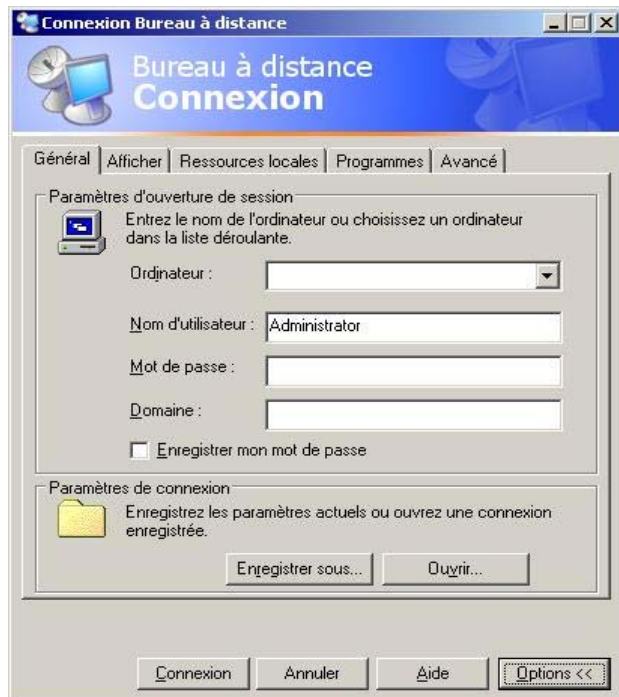 Connexion Bureau à distance
Bureau à distance
Connexion
Général Afficher Ressources locales Programmes Avancé
Paramètres d'ouverture de session
Entrez le nom de l'ordinateur ou choisissez un ordinateur
dans la liste déroulante.
Ordinateur :
Nom d'utilisateur : Administrator
Mot de passe :
Domaine :
Enregistrer mon mot de passe
Paramètres de connexion
Enregistrez les paramètres actuels ou ouvrez une connexion
enregistrée.
Enregistrer sous... Ouvrir...
Connexion Annuler Aide Options <<